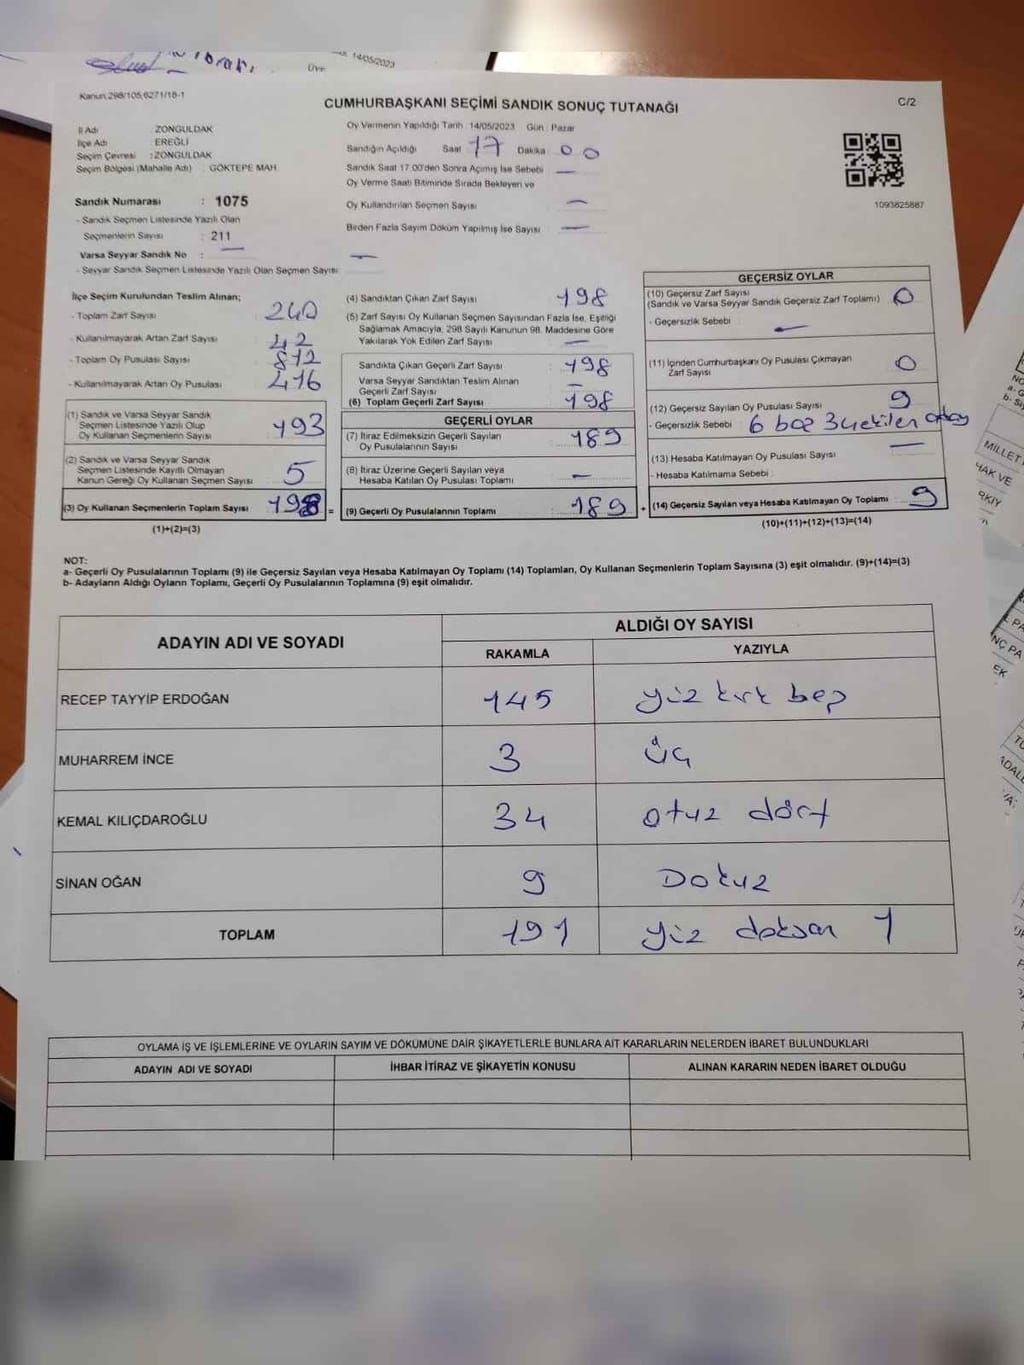 14/05/2023
Üye
Kanun.298/105,6271/18-1
CUMHURBAŞKANI SEÇİMİ SANDIK SONUÇ TUTANAĞI
C/2
İl Adı ZONGULDAK
İlçe Adı EREĞLİ
Seçim Çevresi : ZONGULDAK
Seçim Bölgesi (Mahalle Adı) : GÖKTEPE MAH
Oy Vermenin Yapıldığı Tarih : 14/05/2023 Gün : Pazar
Sandığın Açıldığı Saat 17 Dakika 00
Sandık Saat 17.00'den Sonra Açımış İse Sebebi —
Oy Verme Saati Bitiminde Sırada Bekleyen ve
Oy Kullandırılan Seçmen Sayısı —
Birden Fazla Sayım Döküm Yapılmış İse Sayısı —
1093825887
Sandık Numarası : 1075
- Sandık Seçmen Listesinde Yazılı Olan
Seçmenlerin Sayısı : 211
Varsa Seyyar Sandık No : —
- Seyyar Sandık Seçmen Listesinde Yazılı Olan Seçmen Sayısı —
İlçe Seçim Kurulundan Teslim Alınan;
- Toplam Zarf Sayısı 240
- Kullanılmayarak Artan Zarf Sayısı 42
- Toplam Oy Pusulası Sayısı
- Kullanılmayarak Artan Oy Pusulası 416
(1) Sandık ve Varsa Seyyar Sandık
Seçmen Listesinde Yazılı Olup
Oy Kullanan Seçmenlerin Sayısı 193
(2) Sandık ve Varsa Seyyar Sandık
Seçmen Listesinde Kayıtlı Olmayan
Kanun Gereği Oy Kullanan Seçmen Sayısı 5
(3) Oy Kullanan Seçmenlerin Toplam Sayısı 198 =
(1)+(2)=(3)
(4) Sandıktan Çıkan Zarf Sayısı 198
(5) Zarf Sayısı Oy Kullanan Seçmen Sayısından Fazla İse, Eşitliği
Sağlamak Amacıyla, 298 Sayılı Kanunun 98. Maddesine Göre
Yakılarak Yok Edilen Zarf Sayısı —
Sandıkta Çıkan Geçerli Zarf Sayısı : 198
Varsa Seyyar Sandıktan Teslim Alınan
Geçerli Zarf Sayısı —
(6) Toplam Geçerli Zarf Sayısı 198
GEÇERLİ OYLAR
(7) İtiraz Edilmeksizin Geçerli Sayılan
Oy Pusulasının Sayısı 189
(8) İtiraz Üzerine Geçerli Sayılan veya
Hesaba Katılan Oy Pusulası Toplamı —
(9) Geçerli Oy Pusulalarının Toplamı 189 +
GEÇERSİZ OYLAR
(10) Geçersiz Zarf Sayısı
(Sandık ve Varsa Seyyar Sandık Geçersiz Zarf Toplamı) 0
- Geçersizlik Sebebi : —
(11) İçinden Cumhurbaşkanı Oy Pusulası Çıkmayan
Zarf Sayısı 0
(12) Geçersiz Sayılan Oy Pusulası Sayısı 9
- Geçersizlik Sebebi 6 boş 3
(13) Hesaba Katılmayan Oy Pusulası Sayısı —
- Hesaba Katılmama Sebebi :
(14) Geçersiz Sayılan veya Hesaba Katılmayan Oy Toplamı : 9
(10)+(11)+(12)+(13)=(14)
NOT:
a- Geçerli Oy Pusulalarının Toplamı (9) ile Geçersiz Sayılan veya Hesaba Katılmayan Oy Toplamı (14) Toplamları, Oy Kullanan Seçmenlerin Toplam Sayısına (3) eşit olmalıdır. (9)+(14)=(3)
b- Adayların Aldığı Oyların Toplamı, Geçerli Oy Pusulalarının Toplamına (9) eşit olmalıdır.
ADAYIN ADI VE SOYADI ALDIĞI OY SAYISI
RAKAMLA YAZIYLA
RECEP TAYYİP ERDOĞAN 145 yüz kırk beş
MUHARREM İNCE 3 üç
KEMAL KILIÇDAROĞLU 34 otuz dört
SİNAN OĞAN 9 Dokuz
TOPLAM 191 yüz doksan 1
OYLAMA İŞ VE İŞLEMLERİNE VE OYLARIN SAYIM VE DÖKÜMÜNE DAİR ŞİKAYETLERLE BUNLARA AİT KARARLARIN NELERDEN İBARET BULUNDUKLARI
ADAYIN ADI VE SOYADI İHBAR İTİRAZ VE ŞİKAYETİN KONUSU ALINAN KARARIN NEDEN İBARET OLDUĞU
MİLLET